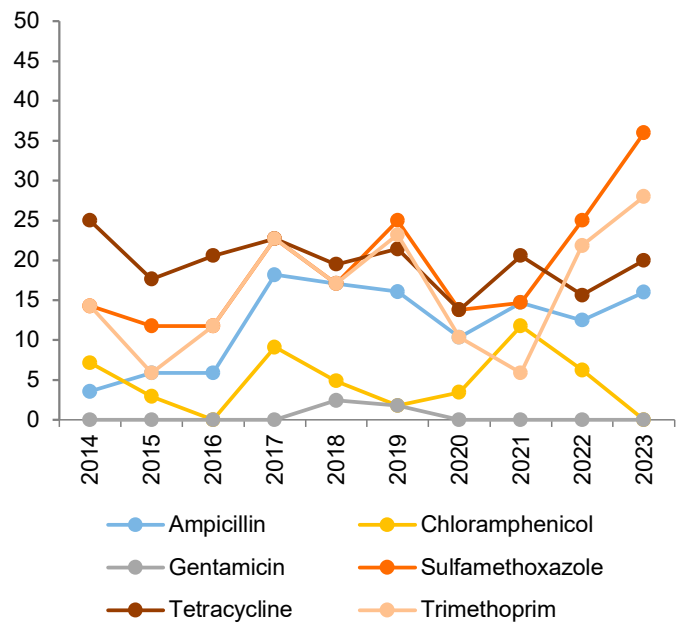 50
45
40
35
30
25
20
15
10
5
0
2014 2015 2016 2017 2018 2019 2020 2021 2022 2023
Ampicillin Chloramphenicol
Gentamicin Sulfamethoxazole
Tetracycline Trimethoprim